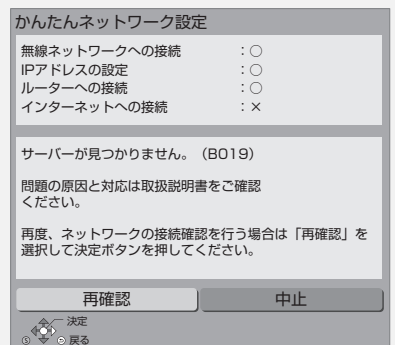 かんたんネットワーク設定
無線ネットワークへの接続 :○
IPアドレスの設定 :○
ルーターへの接続 :○
インターネットへの接続 :×
サーバーが見つかりません。（B019）
問題の原因と対応は取扱説明書をご確認
ください。
再度、ネットワークの接続確認を行う場合は「再確認」を
選択して決定ボタンを押してください。
再確認 中止
決定
S 戻る